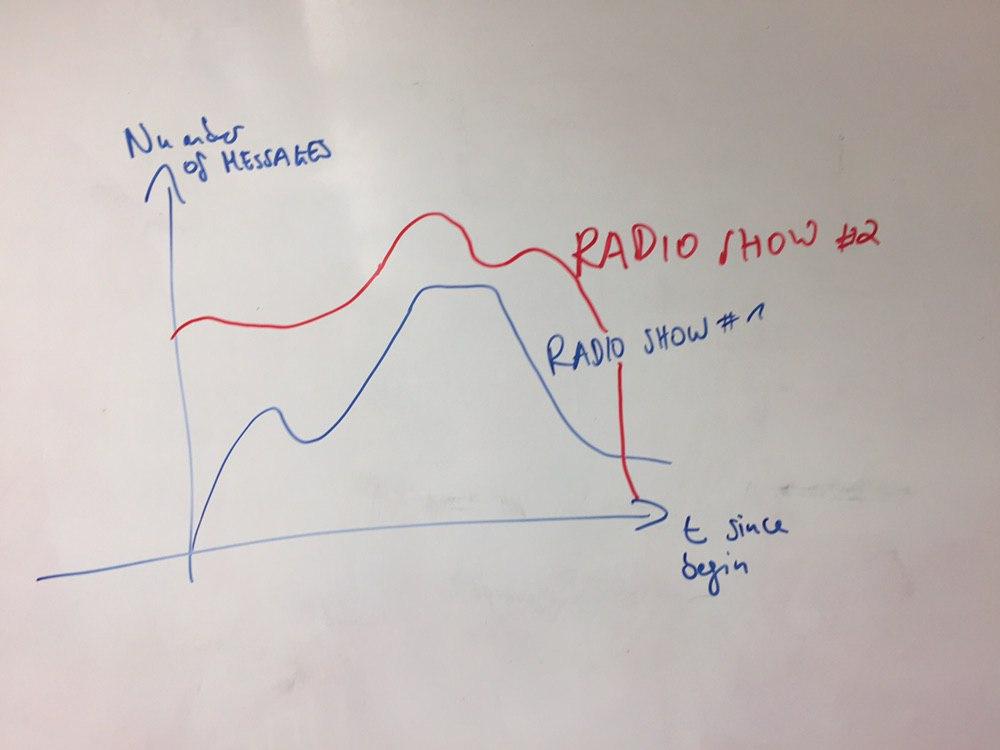 Number
of MESSAGES
RADIO SHOW #2
RADIO SHOW #1
t since
begin